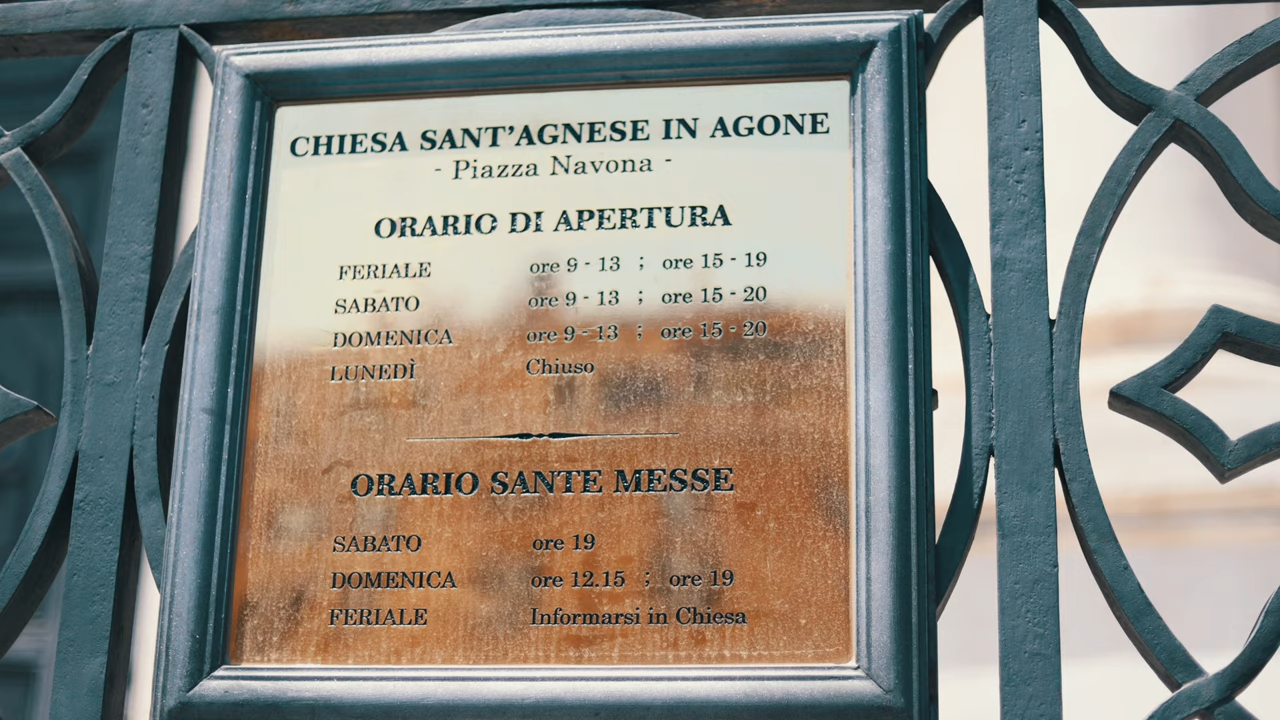 CHIESA SANT'AGNESE IN AGONE
- Piazza Navona -
ORARIO DI APERTURA
FERIALE ore 9 - 13 ; ore 15 - 19
SABATO ore 9 - 13 ; ore 15 - 20
DOMENICA ore 9 - 13 ; ore 15 - 20
LUNEDÌ Chiuso
ORARIO SANTE MESSE
SABATO ore 19
DOMENICA ore 12.15 ; ore 19
FERIALE Informarsi in Chiesa